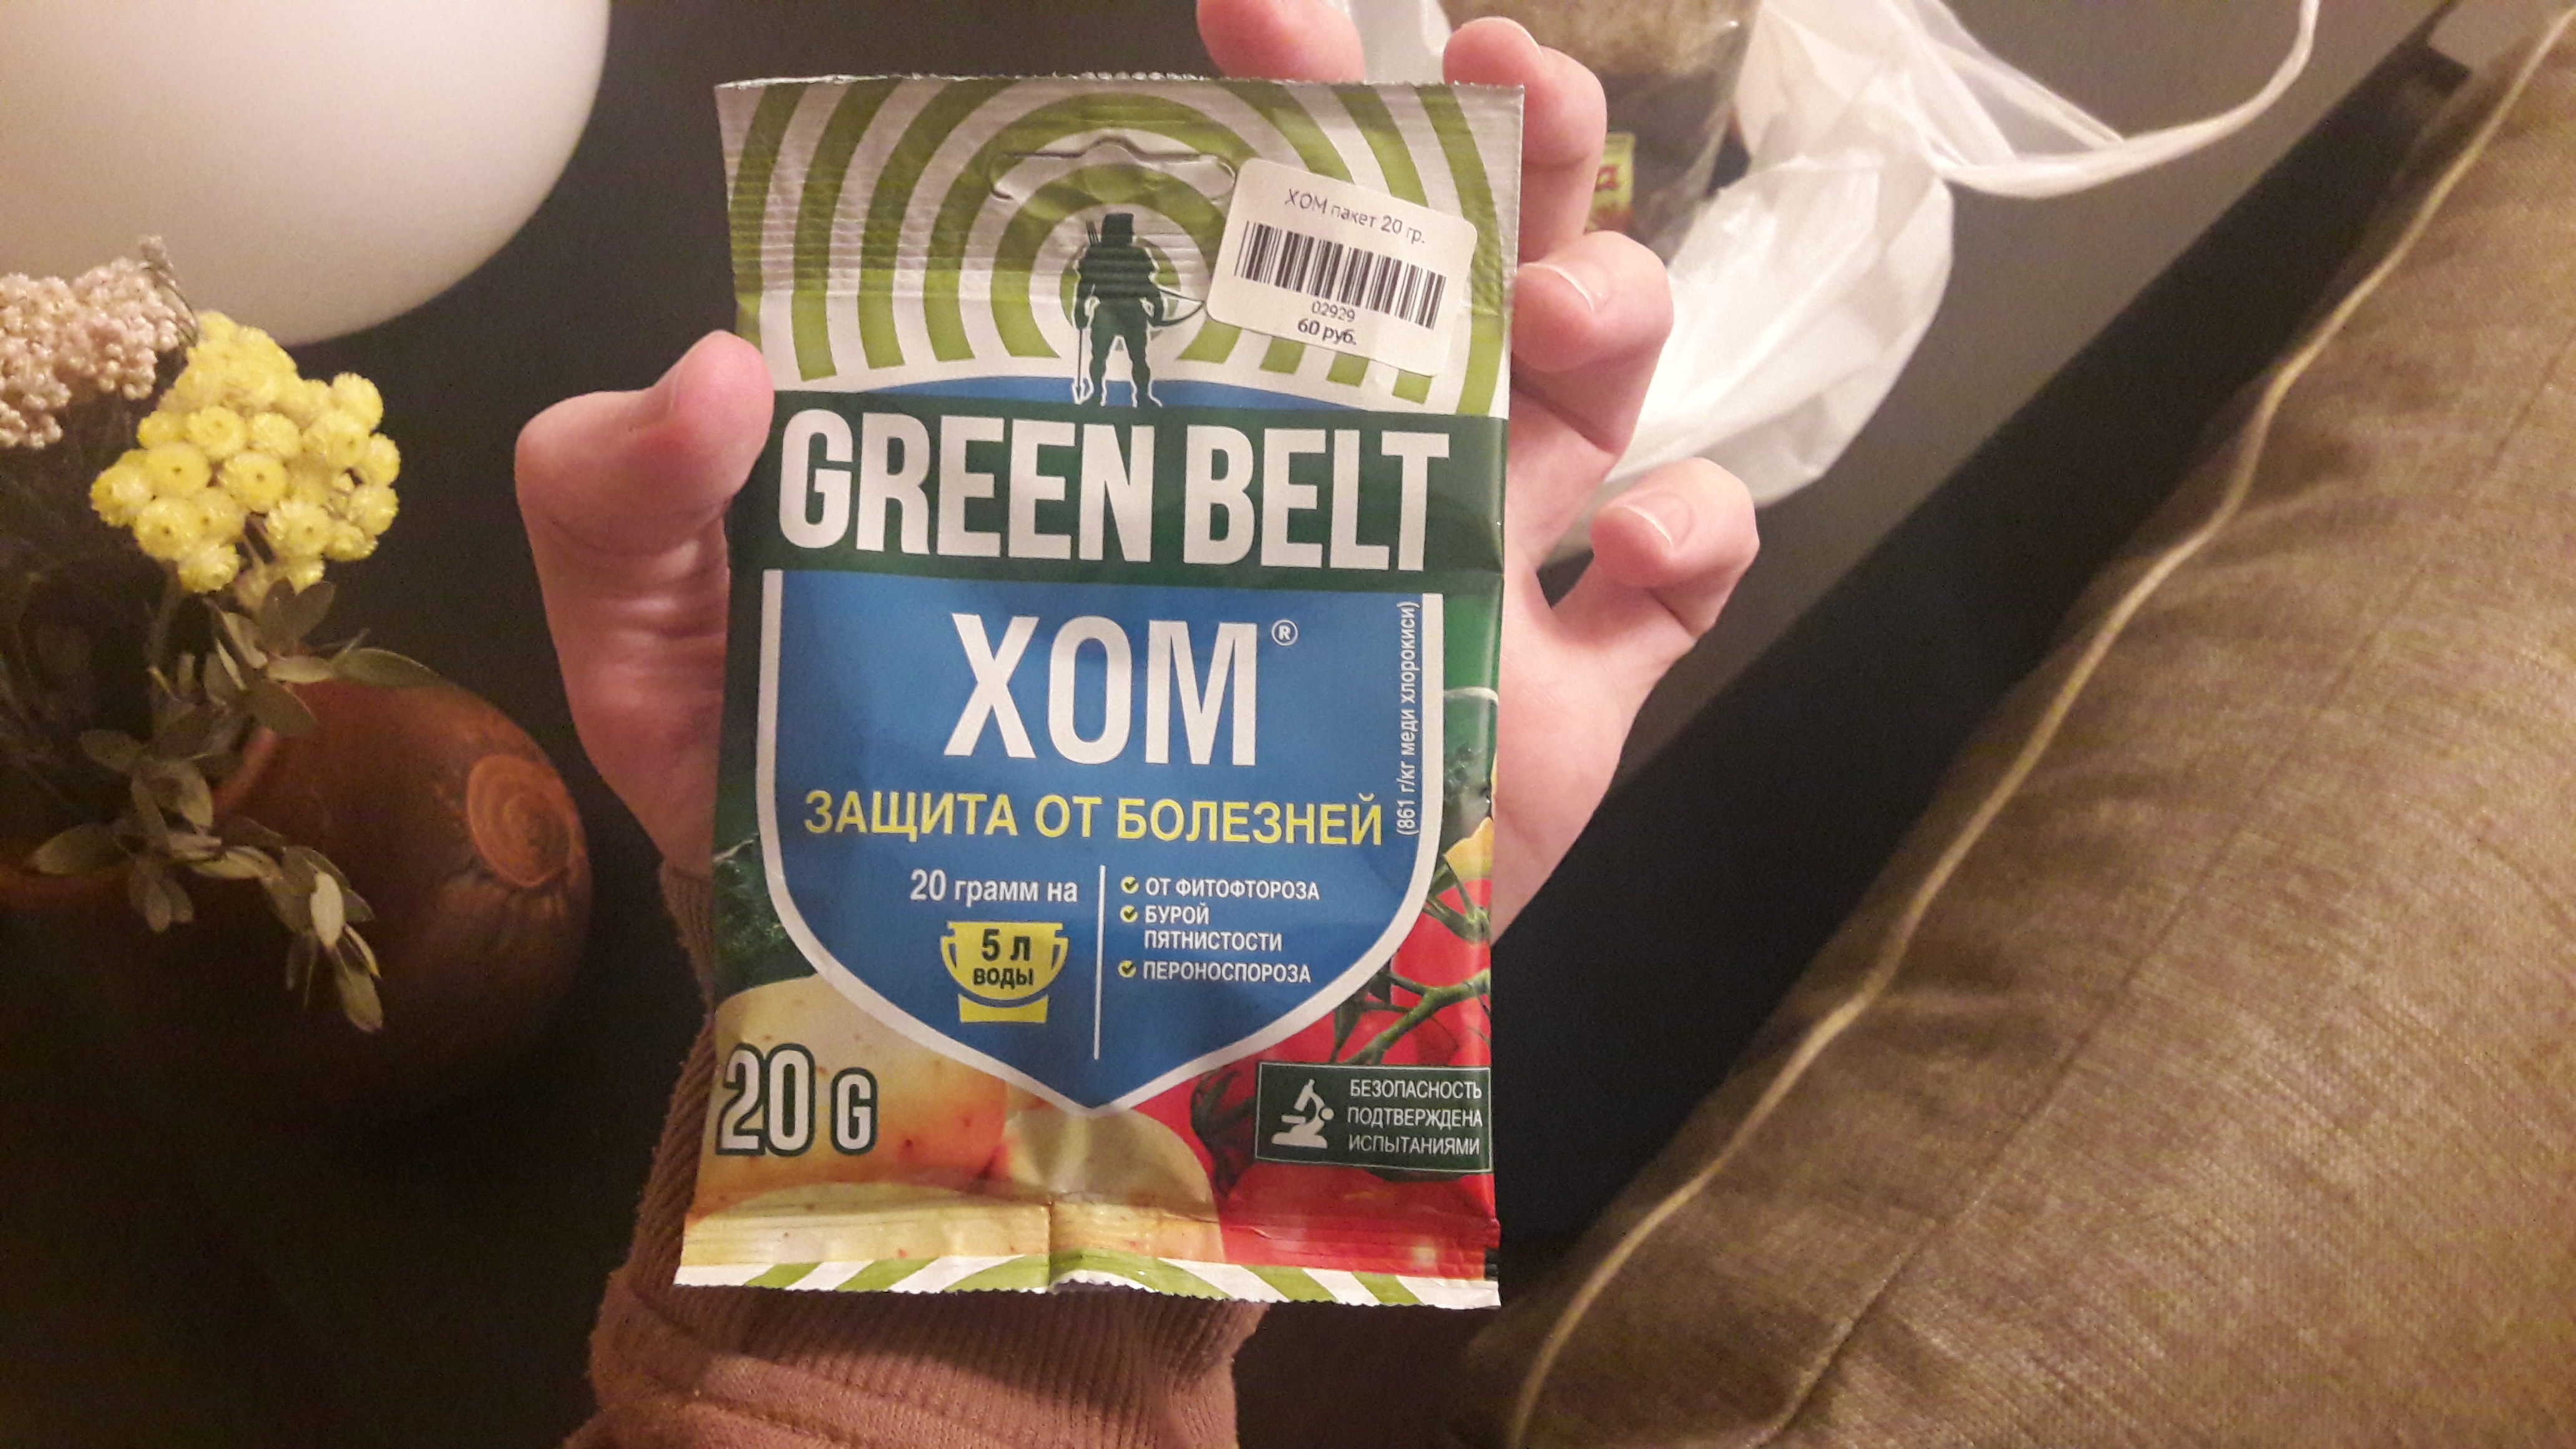 ХОМ пакет 20 гр.
02929
60 руб.
GREEN BELT
ХОМ®
(861 г/кг меди хлорокиси)
ЗАЩИТА ОТ БОЛЕЗНЕЙ
20 грамм на
5 л
ВОДЫ
ОТ ФИТОФТОРОЗА
БУРОЙ
ПЯТНИСТОСТИ
ПЕРОНОСПОРОЗА
20 G
БЕЗОПАСНОСТЬ
ПОДТВЕРЖДЕНА
ИСПЫТАНИЯМИ